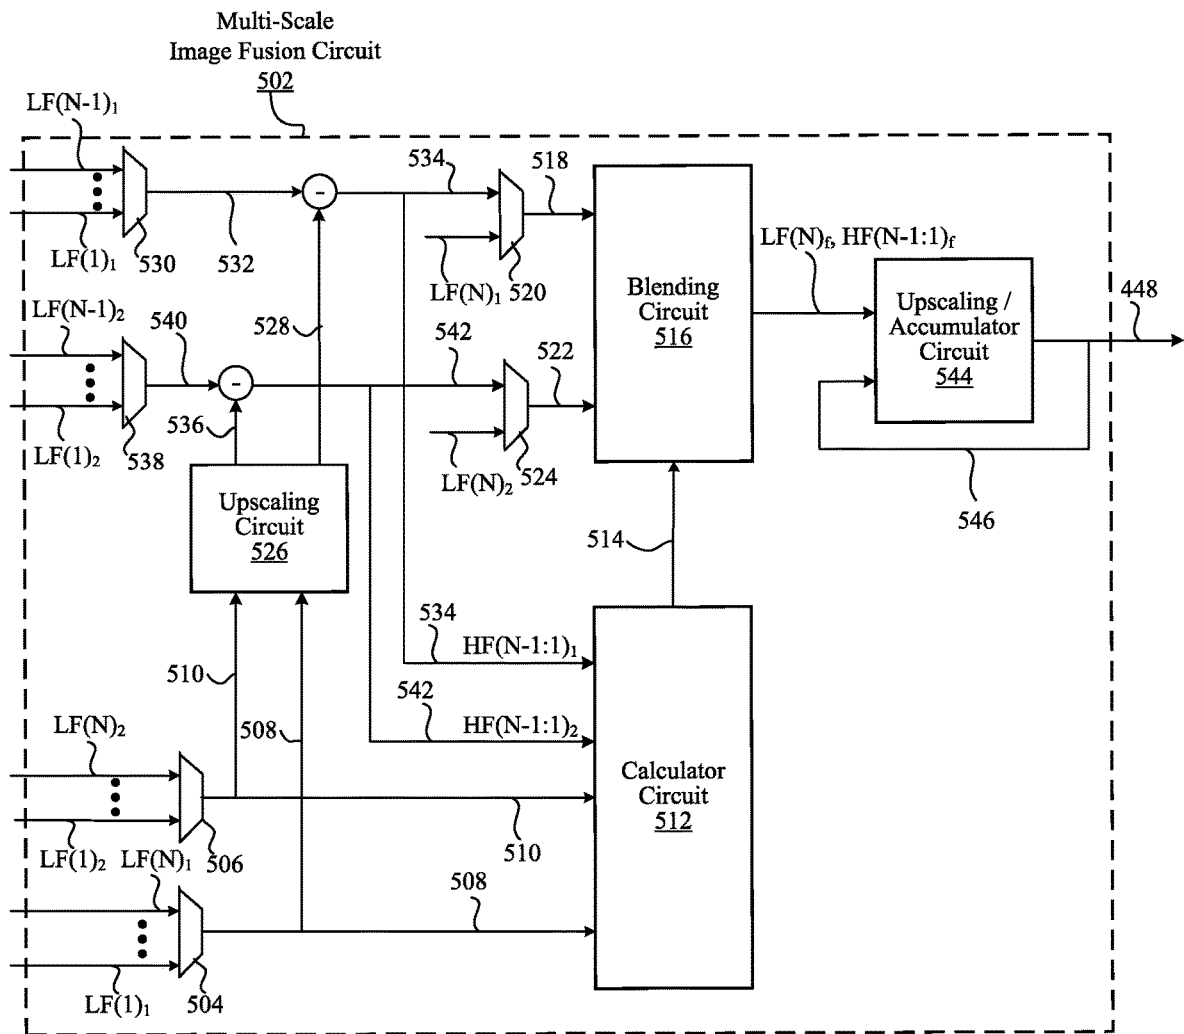 Multi-Scale
Image Fusion Circuit
502
LF(N-1)₁
LF(1)₁
530
532
534
518
LF(N)₁
520
LF(N-1)₂
LF(1)₂
538
540
536
528
542
522
LF(N)₂
524
Blending
Circuit
516
LF(N)f, HF(N-1:1)f
Upscaling /
Accumulator
Circuit
544
448
546
Upscaling
Circuit
526
514
510
508
534
HF(N-1:1)₁
542
HF(N-1:1)₂
Calculator
Circuit
512
LF(N)₂
LF(1)₂
506
510
LF(N)₁
LF(1)₁
504
508